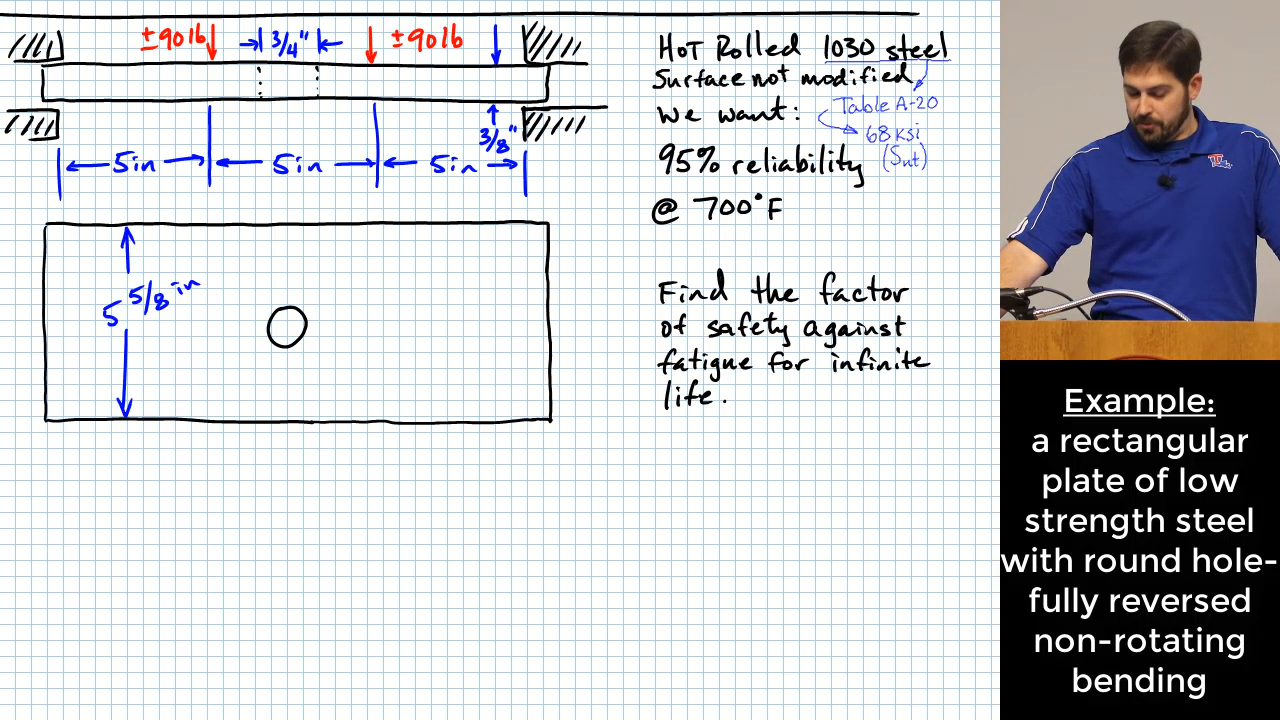 ±90lb
3/4"
±90lb
3/8"
5in
5in
5in
5 5/8 in
Hot Rolled 1030 steel
Surface not modified
We want:
Table A-20
68 ksi
(Sut)
95% reliability
@ 700°F
Find the factor
of safety against
fatigue for infinite
life.
Example:
a rectangular
plate of low
strength steel
with round hole-
fully reversed
non-rotating
bending